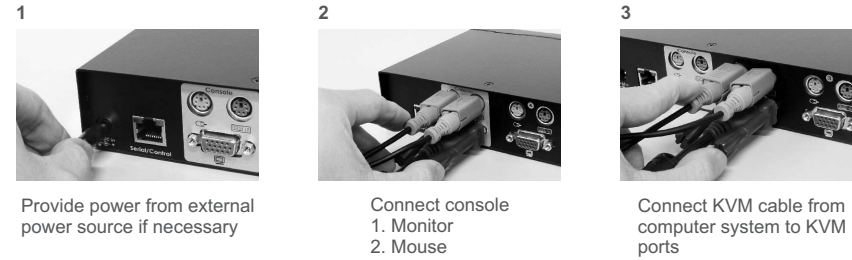 1
2
3
Console
Serial/Control
Console
Provide power from external
power source if necessary
Connect console
1. Monitor
2. Mouse
Connect KVM cable from
computer system to KVM
ports